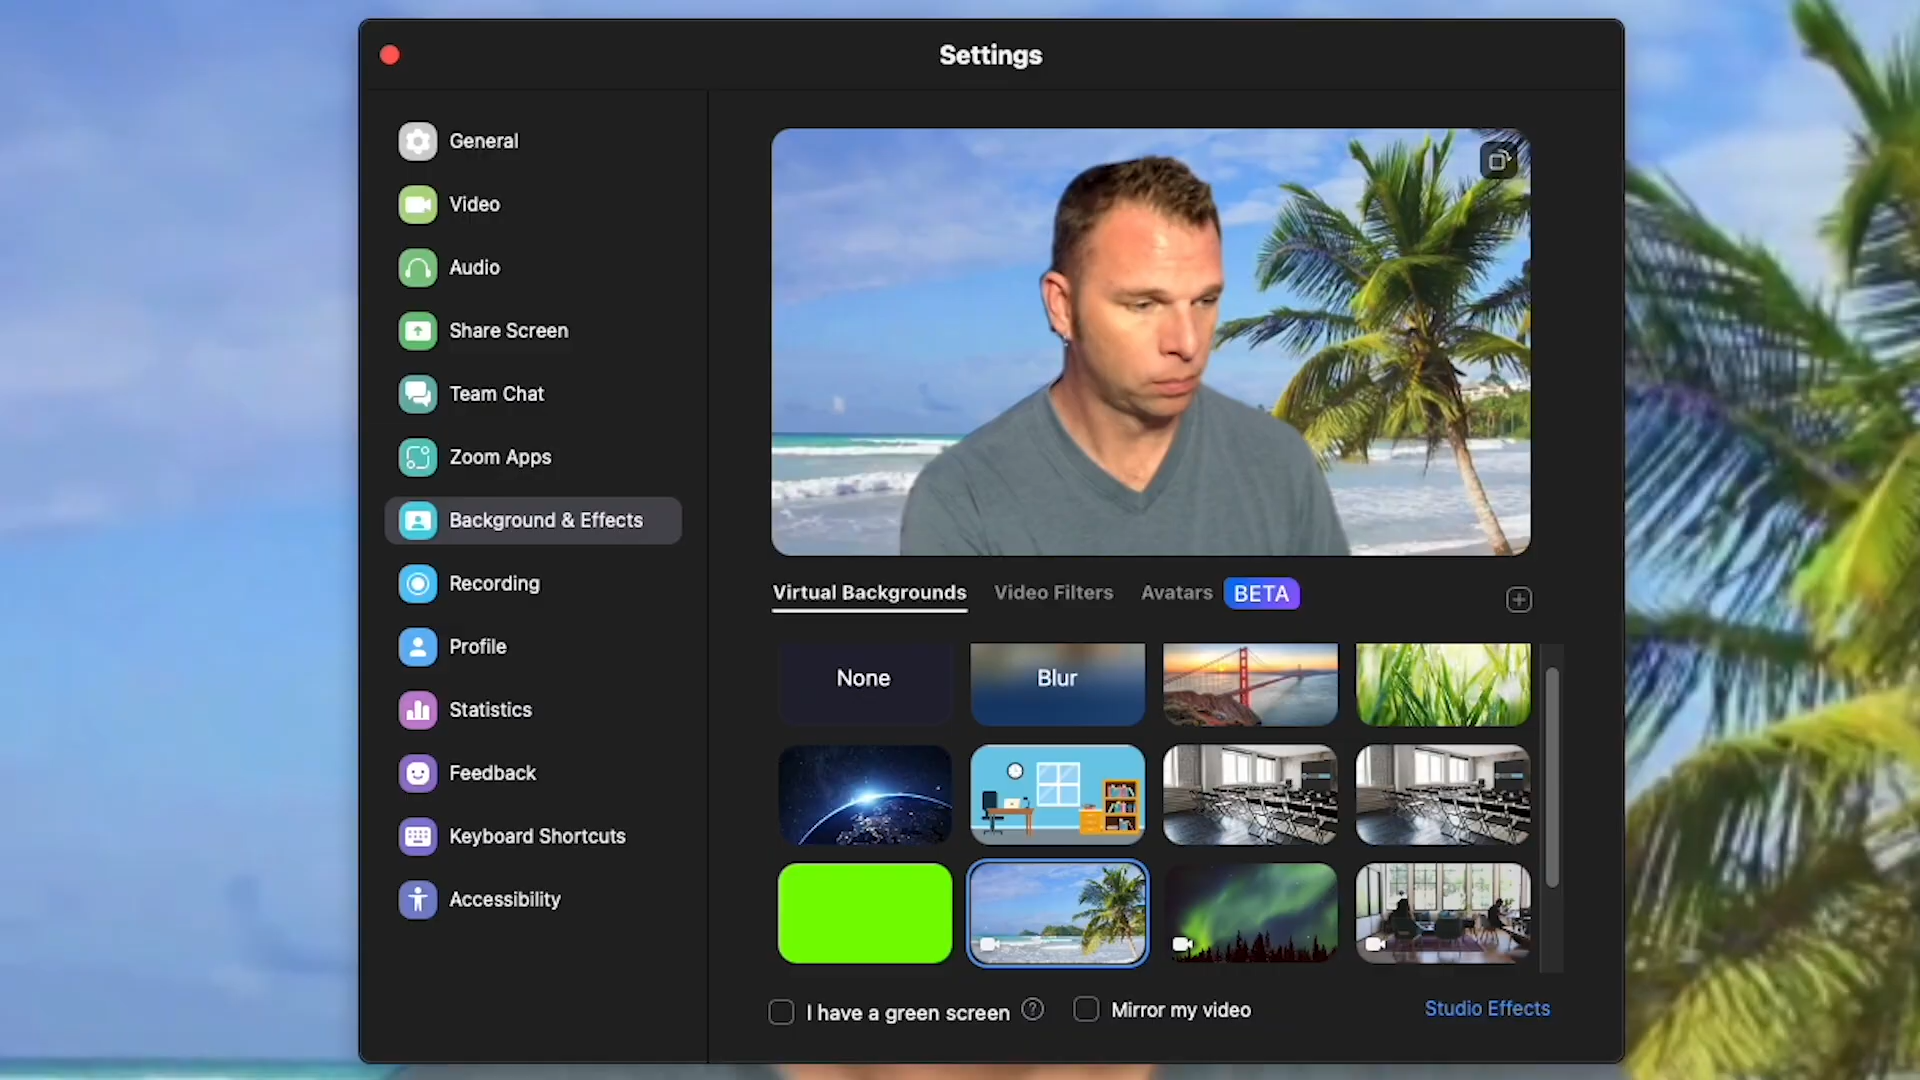 Settings
General
Video
Audio
Share Screen
Team Chat
Zoom Apps
Background & Effects
Recording
Profile
Statistics
Feedback
Keyboard Shortcuts
Accessibility
Virtual Backgrounds Video Filters Avatars BETA
None Blur
I have a green screen ? Mirror my video Studio Effects